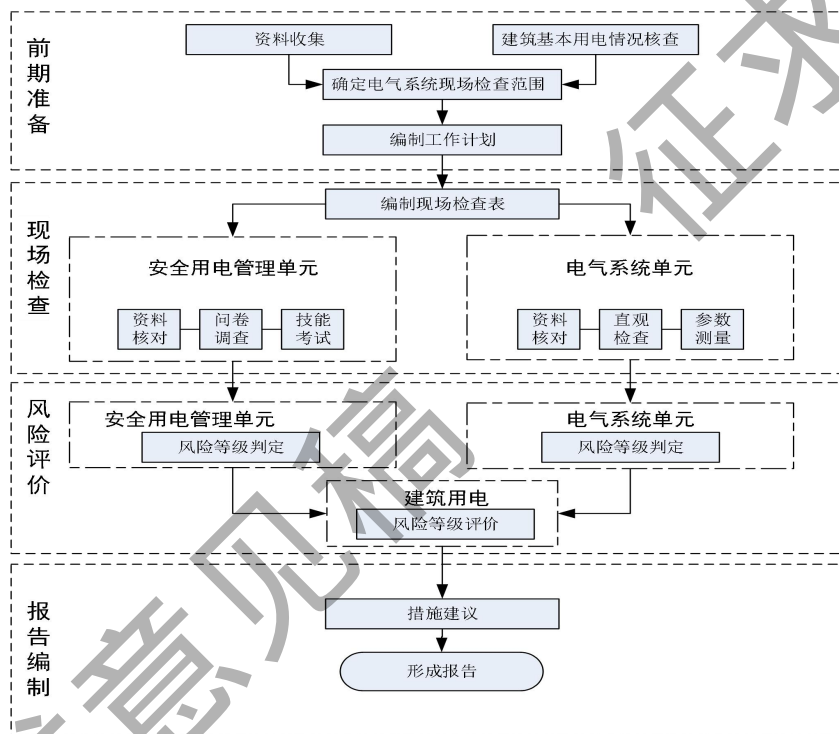 前期准备
资料收集
建筑基本用电情况核查
确定电气系统现场检查范围
编制工作计划
现场检查
编制现场检查表
安全用电管理单元
资料
核对
问卷
调查
技能
考试
电气系统单元
资料
核对
直观
检查
参数
测量
风险评价
安全用电管理单元
风险等级判定
电气系统单元
风险等级判定
建筑用电
风险等级评价
报告编制
措施建议
形成报告
征求意见稿